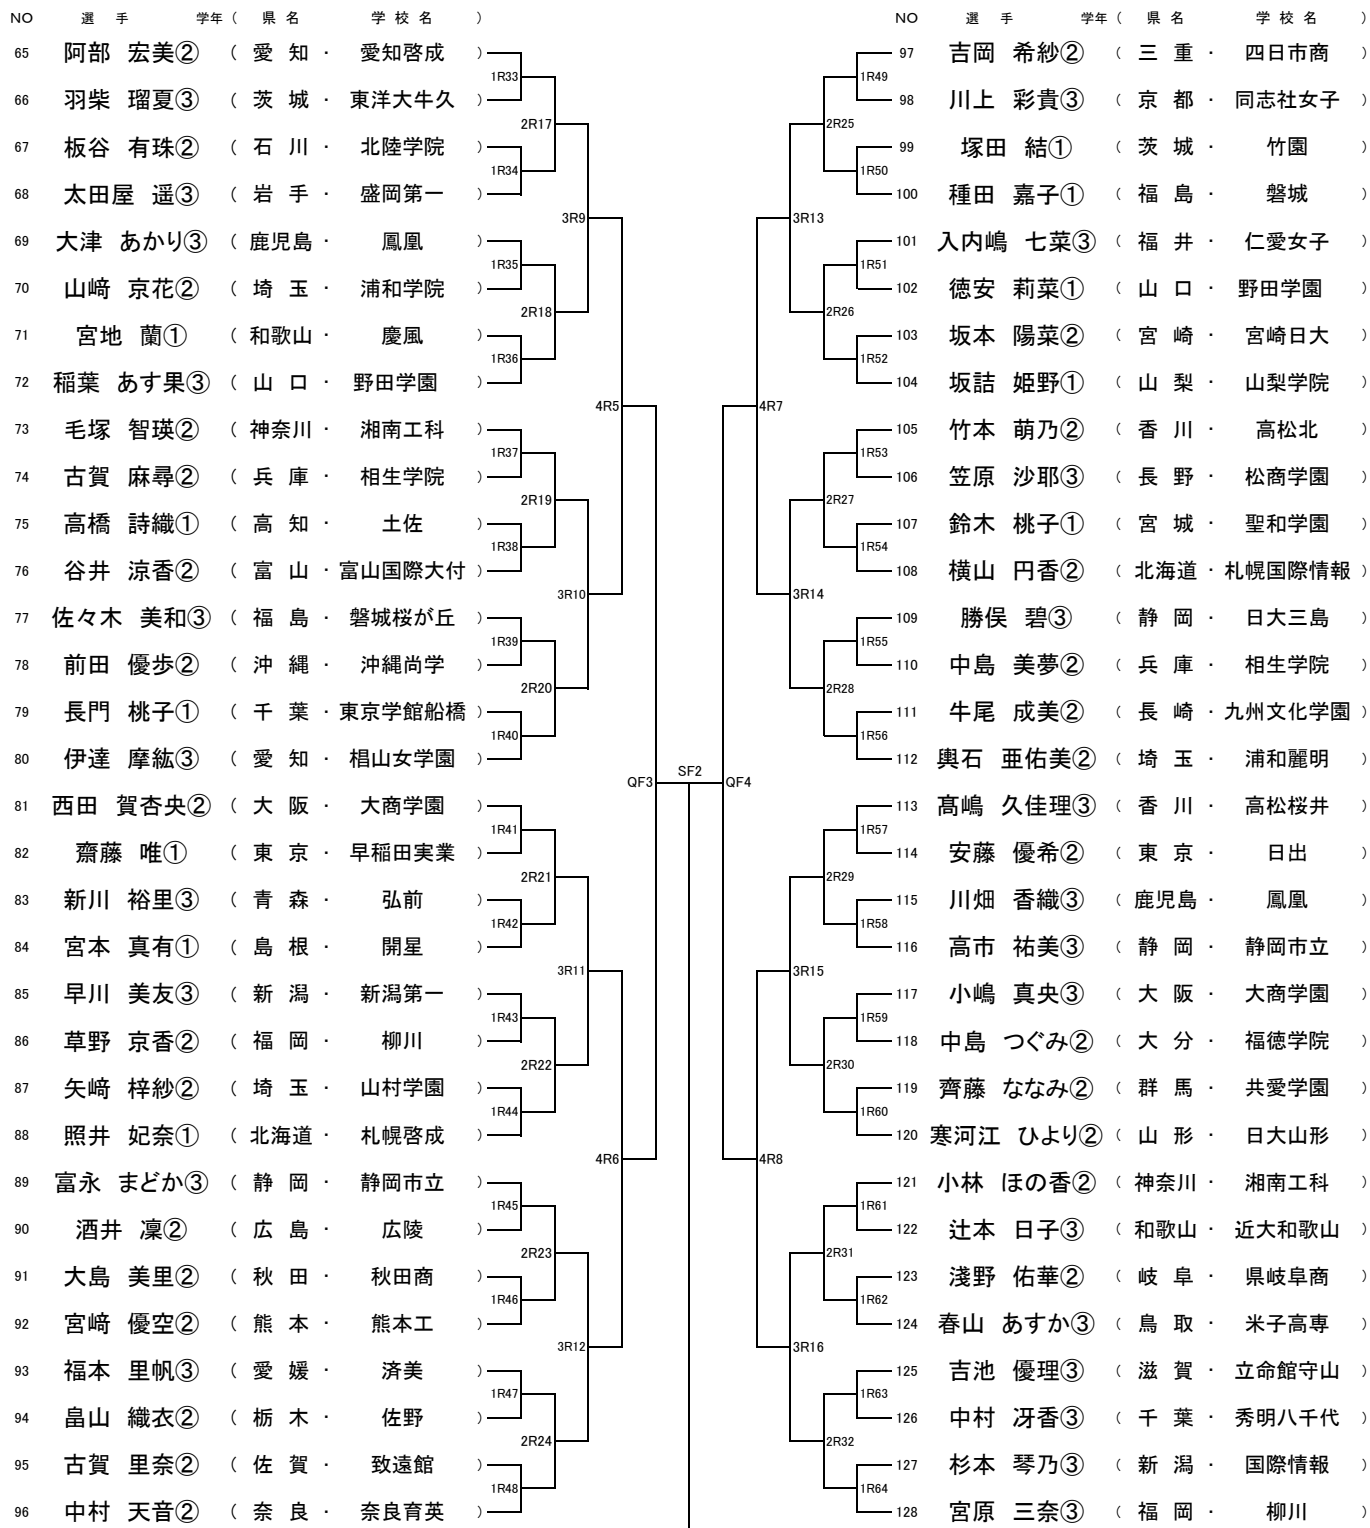 NO 選 手 学年 ( 県 名 学 校 名 )
65 阿部 宏美② ( 愛 知 ・ 愛知啓成 )
1R33
66 羽柴 瑠夏③ ( 茨 城 ・ 東洋大牛久 )
2R17
67 板谷 有珠② ( 石 川 ・ 北陸学院 )
1R34
68 太田屋 遥③ ( 岩 手 ・ 盛岡第一 )
3R9
69 大津 あかり③ ( 鹿児島 ・ 鳳凰 )
1R35
70 山﨑 京花② ( 埼 玉 ・ 浦和学院 )
2R18
71 宮地 蘭① ( 和歌山 ・ 慶風 )
1R36
72 稲葉 あす果③ ( 山 口 ・ 野田学園 )
4R5
73 毛塚 智瑛② ( 神奈川 ・ 湘南工科 )
1R37
74 古賀 麻尋② ( 兵 庫 ・ 相生学院 )
2R19
75 高橋 詩織① ( 高 知 ・ 土佐 )
1R38
76 谷井 涼香② ( 富 山 ・ 富山国際大付 )
3R10
77 佐々木 美和③ ( 福 島 ・ 磐城桜が丘 )
1R39
78 前田 優歩② ( 沖 縄 ・ 沖縄尚学 )
2R20
79 長門 桃子① ( 千 葉 ・ 東京学館船橋 )
1R40
80 伊達 摩紘③ ( 愛 知 ・ 椙山女学園 )
QF3
81 西田 賀杏央② ( 大 阪 ・ 大商学園 )
1R41
82 齋藤 唯① ( 東 京 ・ 早稲田実業 )
2R21
83 新川 裕里③ ( 青 森 ・ 弘前 )
1R42
84 宮本 真有① ( 島 根 ・ 開星 )
3R11
85 早川 美友③ ( 新 潟 ・ 新潟第一 )
1R43
86 草野 京香② ( 福 岡 ・ 柳川 )
2R22
87 矢﨑 梓紗② ( 埼 玉 ・ 山村学園 )
1R44
88 照井 妃奈① ( 北海道 ・ 札幌啓成 )
4R6
89 富永 まどか③ ( 静 岡 ・ 静岡市立 )
1R45
90 酒井 凜② ( 広 島 ・ 広陵 )
2R23
91 大島 美里② ( 秋 田 ・ 秋田商 )
1R46
92 宮﨑 優空② ( 熊 本 ・ 熊本工 )
3R12
93 福本 里帆③ ( 愛 媛 ・ 済美 )
1R47
94 畠山 織衣② ( 栃 木 ・ 佐野 )
2R24
95 古賀 里奈② ( 佐 賀 ・ 致遠館 )
1R48
96 中村 天音② ( 奈 良 ・ 奈良育英 )
SF2
NO 選 手 学年 ( 県 名 学 校 名 )
97 吉岡 希紗② ( 三 重 ・ 四日市商 )
1R49
98 川上 彩貴③ ( 京 都 ・ 同志社女子 )
2R25
99 塚田 結① ( 茨 城 ・ 竹園 )
1R50
100 種田 嘉子① ( 福 島 ・ 磐城 )
3R13
101 入内嶋 七菜③ ( 福 井 ・ 仁愛女子 )
1R51
102 徳安 莉菜① ( 山 口 ・ 野田学園 )
2R26
103 坂本 陽菜② ( 宮 崎 ・ 宮崎日大 )
1R52
104 坂詰 姫野① ( 山 梨 ・ 山梨学院 )
4R7
105 竹本 萌乃② ( 香 川 ・ 高松北 )
1R53
106 笠原 沙耶③ ( 長 野 ・ 松商学園 )
2R27
107 鈴木 桃子① ( 宮 城 ・ 聖和学園 )
1R54
108 横山 円香② ( 北海道 ・ 札幌国際情報 )
3R14
109 勝俣 碧③ ( 静 岡 ・ 日大三島 )
1R55
110 中島 美夢② ( 兵 庫 ・ 相生学院 )
2R28
111 牛尾 成美② ( 長 崎 ・ 九州文化学園 )
1R56
112 輿石 亜佑美② ( 埼 玉 ・ 浦和麗明 )
QF4
113 髙嶋 久佳理③ ( 香 川 ・ 高松桜井 )
1R57
114 安藤 優希② ( 東 京 ・ 日出 )
2R29
115 川畑 香織③ ( 鹿児島 ・ 鳳凰 )
1R58
116 高市 祐美③ ( 静 岡 ・ 静岡市立 )
3R15
117 小嶋 真央③ ( 大 阪 ・ 大商学園 )
1R59
118 中島 つぐみ② ( 大 分 ・ 福徳学院 )
2R30
119 齊藤 ななみ② ( 群 馬 ・ 共愛学園 )
1R60
120 寒河江 ひより② ( 山 形 ・ 日大山形 )
4R8
121 小林 ほの香② ( 神奈川 ・ 湘南工科 )
1R61
122 辻本 日子③ ( 和歌山 ・ 近大和歌山 )
2R31
123 淺野 佑華② ( 岐 阜 ・ 県岐阜商 )
1R62
124 春山 あすか③ ( 鳥 取 ・ 米子高専 )
3R16
125 吉池 優理③ ( 滋 賀 ・ 立命館守山 )
1R63
126 中村 冴香③ ( 千 葉 ・ 秀明八千代 )
2R32
127 杉本 琴乃③ ( 新 潟 ・ 国際情報 )
1R64
128 宮原 三奈③ ( 福 岡 ・ 柳川 )